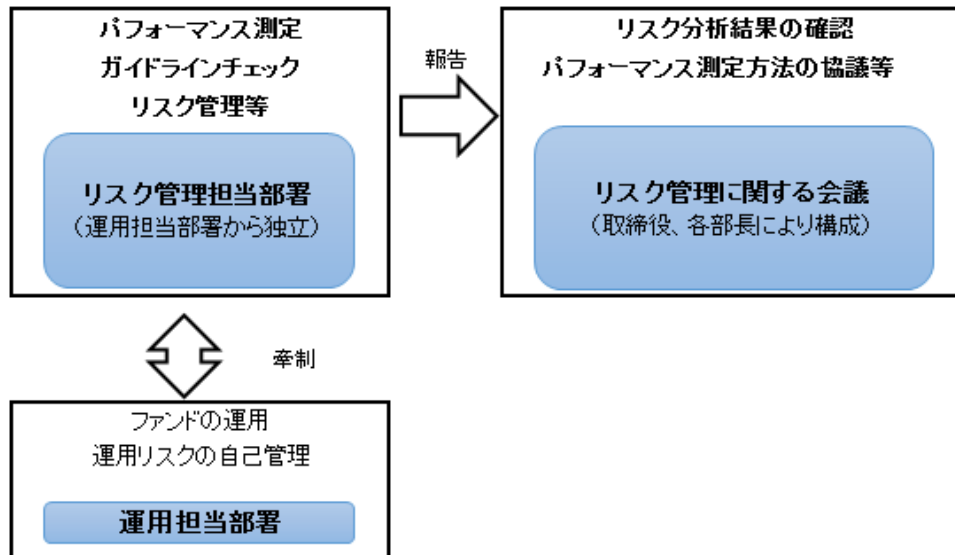 パフォーマンス測定
ガイドラインチェック
リスク管理等
リスク管理担当部署
（運用担当部署から独立）
報告
リスク分析結果の確認
パフォーマンス測定方法の協議等
リスク管理に関する会議
（取締役、各部長により構成）
牽制
ファンドの運用
運用リスクの自己管理
運用担当部署